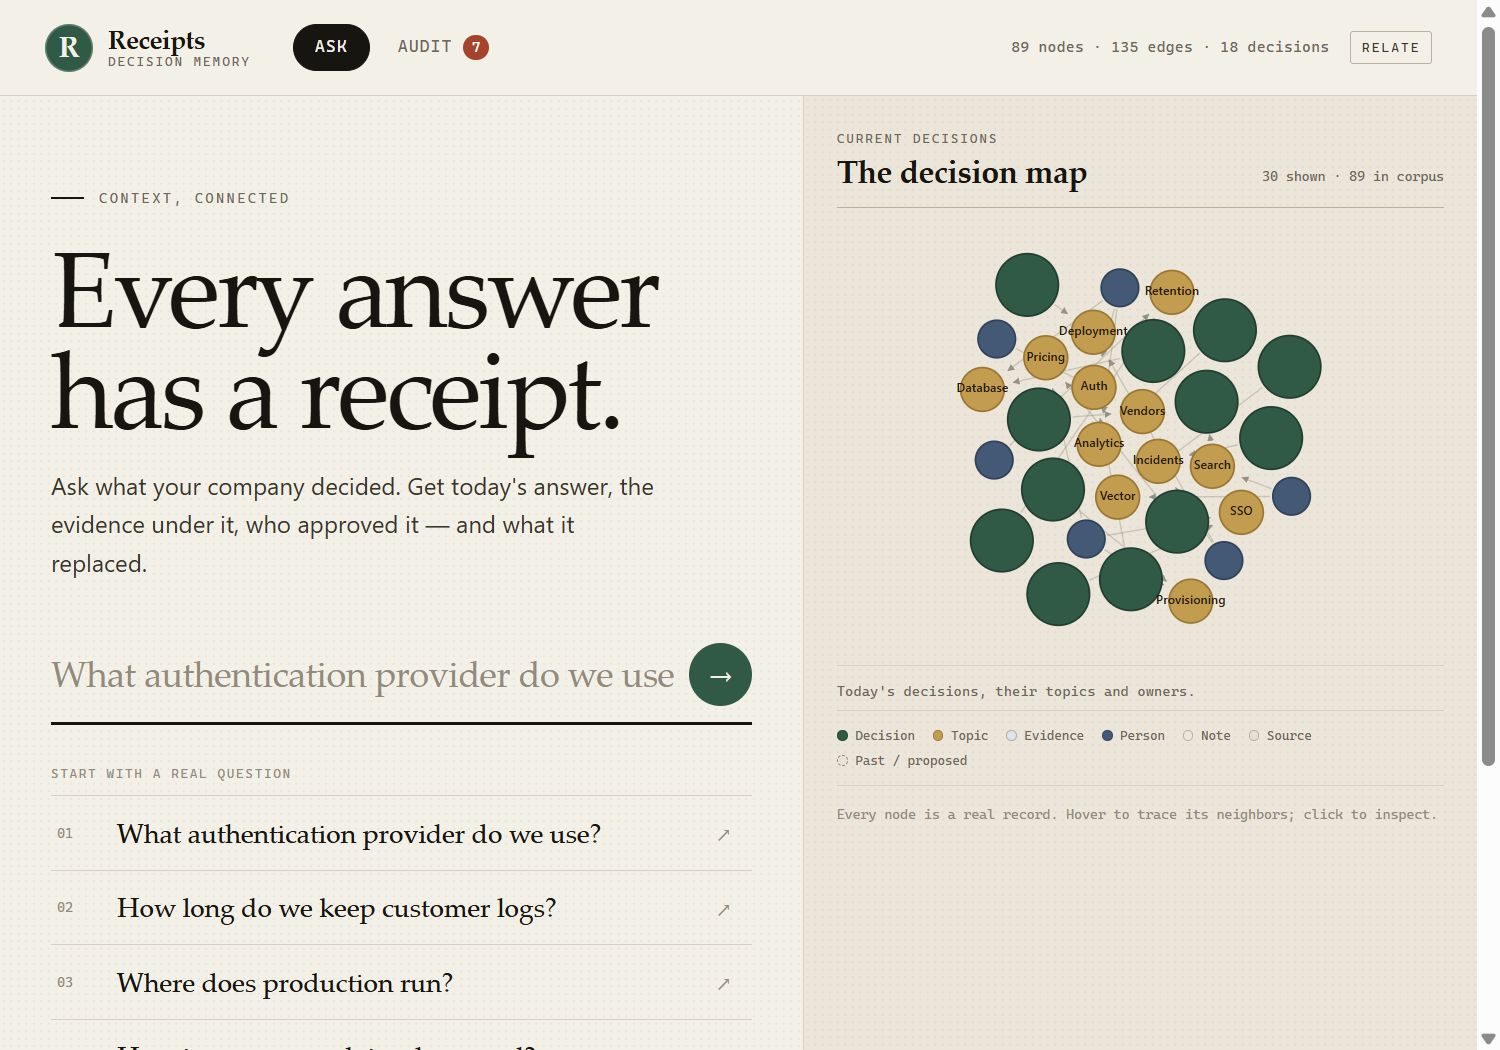 R
Receipts
DECISION MEMORY
ASK
AUDIT 7
89 nodes · 135 edges · 18 decisions
RELATE
CONTEXT, CONNECTED
Every answer
has a receipt.
Ask what your company decided. Get today's answer, the
evidence under it, who approved it — and what it
replaced.
What authentication provider do we use
→
START WITH A REAL QUESTION
01 What authentication provider do we use? ↗
02 How long do we keep customer logs? ↗
03 Where does production run? ↗
CURRENT DECISIONS
The decision map
30 shown · 89 in corpus
Retention
Deployment
Pricing
Database
Auth
Vendors
Analytics
Incidents
Search
Vector
SSO
Provisioning
Today's decisions, their topics and owners.
Decision Topic Evidence Person Note Source
Past / proposed
Every node is a real record. Hover to trace its neighbors; click to inspect.